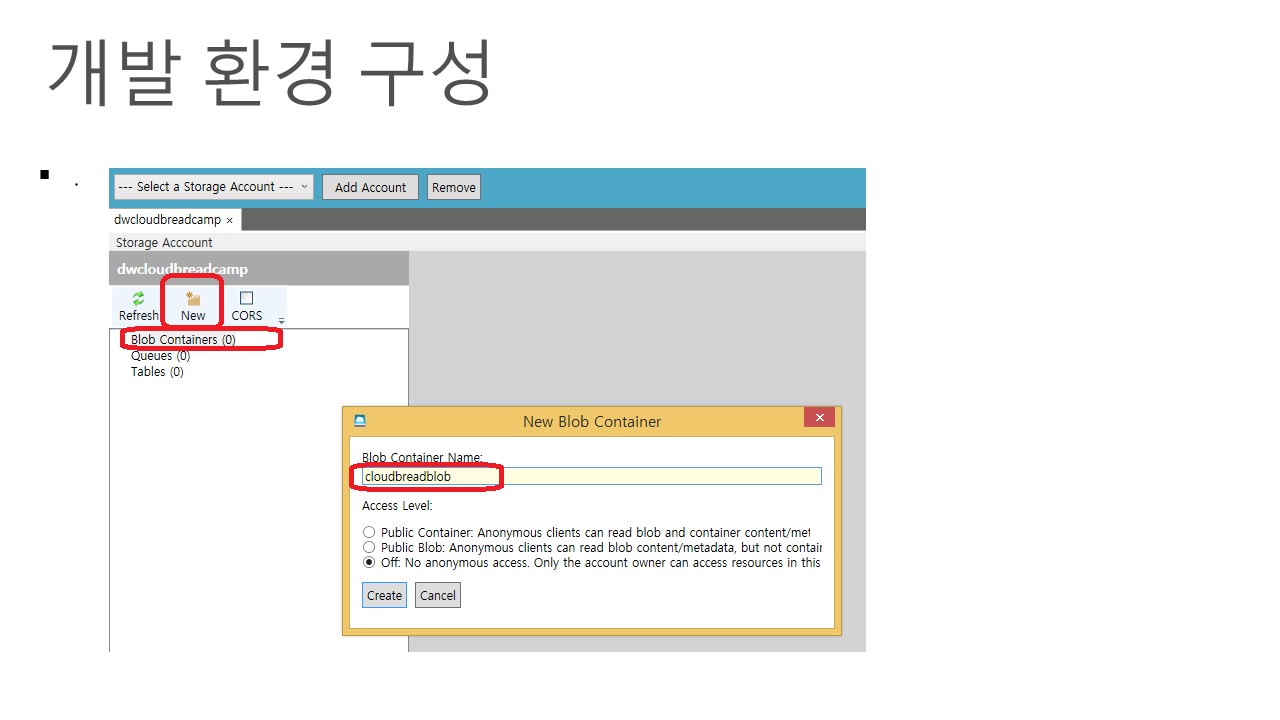 개발 환경 구성
▪ .
--- Select a Storage Account --- Add Account Remove
dwcloudbreadcamp ×
Storage Acccount
dwcloudbreadcamp
Refresh New CORS
Blob Containers (0)
Queues (0)
Tables (0)
New Blob Container
Blob Container Name:
cloudbreadblob
Access Level:
Public Container: Anonymous clients can read blob and container content/met
Public Blob: Anonymous clients can read blob content/metadata, but not contain
Off: No anonymous access. Only the account owner can access resources in this
Create Cancel